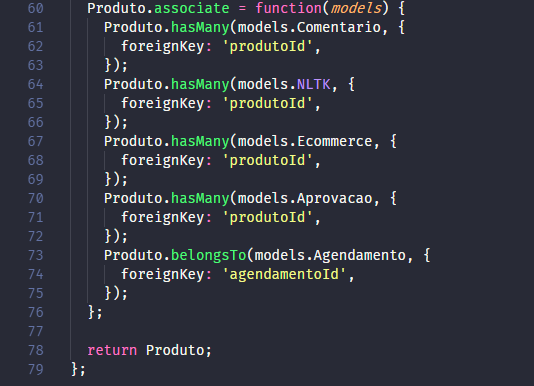 60 Produto.associate = function(models) {
61 Produto.hasMany(models.Comentario, {
62 foreignKey: 'produtoId',
63 });
64 Produto.hasMany(models.NLTK, {
65 foreignKey: 'produtoId',
66 });
67 Produto.hasMany(models.Ecommerce, {
68 foreignKey: 'produtoId',
69 });
70 Produto.hasMany(models.Aprovacao, {
71 foreignKey: 'produtoId',
72 });
73 Produto.belongsTo(models.Agendamento, {
74 foreignKey: 'agendamentoId',
75 });
76 };
77
78 return Produto;
79 };